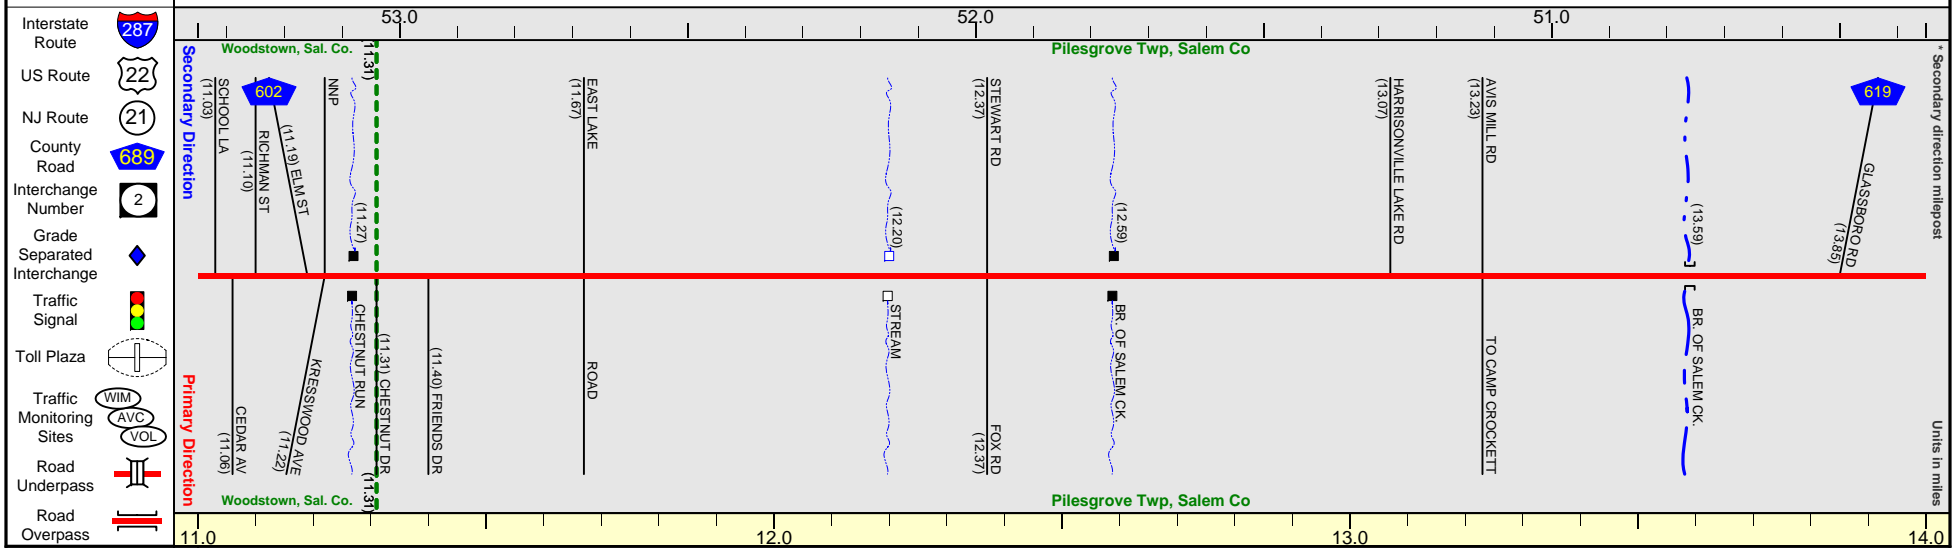 Interstate
Route
287
US Route
22
NJ Route
21
County
Road
689
Interchange
Number
2
Grade
Separated
Interchange
Traffic
Signal
Toll Plaza
Traffic
Monitoring
Sites
WIM
AVC
VOL
Road
Underpass
Road
Overpass
53.0
52.0
51.0
Secondary Direction
Primary Direction
Woodstown, Sal. Co.
Pilesgrove Twp, Salem Co
(11.31)
SCHOOL LA
(11.03)
602
RICHMAN ST
(11.10)
(11.19) ELM ST
NNP
(11.27)
EAST LAKE
(11.67)
(12.20)
STEWART RD
(12.37)
(12.59)
HARRISONVILLE LAKE RD
(13.07)
AVIS MILL RD
(13.23)
(13.59)
619
GLASSBORO RD
(13.85)
* Secondary direction milepost
CEDAR AV
(11.06)
KRESSWOOD AVE
(11.22)
CHESTNUT RUN
(11.31) CHESTNUT DR
(11.31)
(11.40) FRIENDS DR
ROAD
STREAM
FOX RD
(12.37)
BR. OF SALEM CK.
TO CAMP CROCKETT
BR. OF SALEM CK.
Units in miles
Woodstown, Sal. Co.
Pilesgrove Twp, Salem Co
11.0
12.0
13.0
14.0